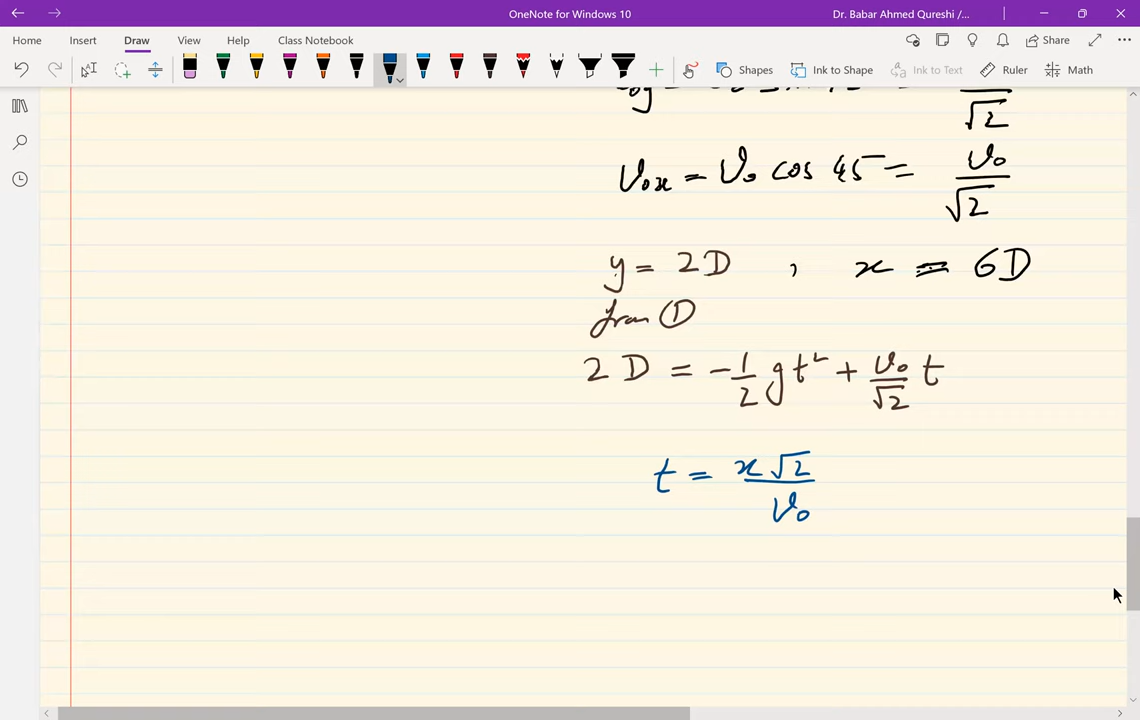 OneNote for Windows 10
Dr. Babar Ahmed Qureshi /...
Home Insert Draw View Help Class Notebook
Share
Shapes Ink to Shape Ink to Text Ruler Math
√2
v₀x = v₀ cos 45 = v₀/√2
y = 2D , x = 6D
from ①
2D = -1/2 gt² + v₀/√2 t
t = x√2/v₀